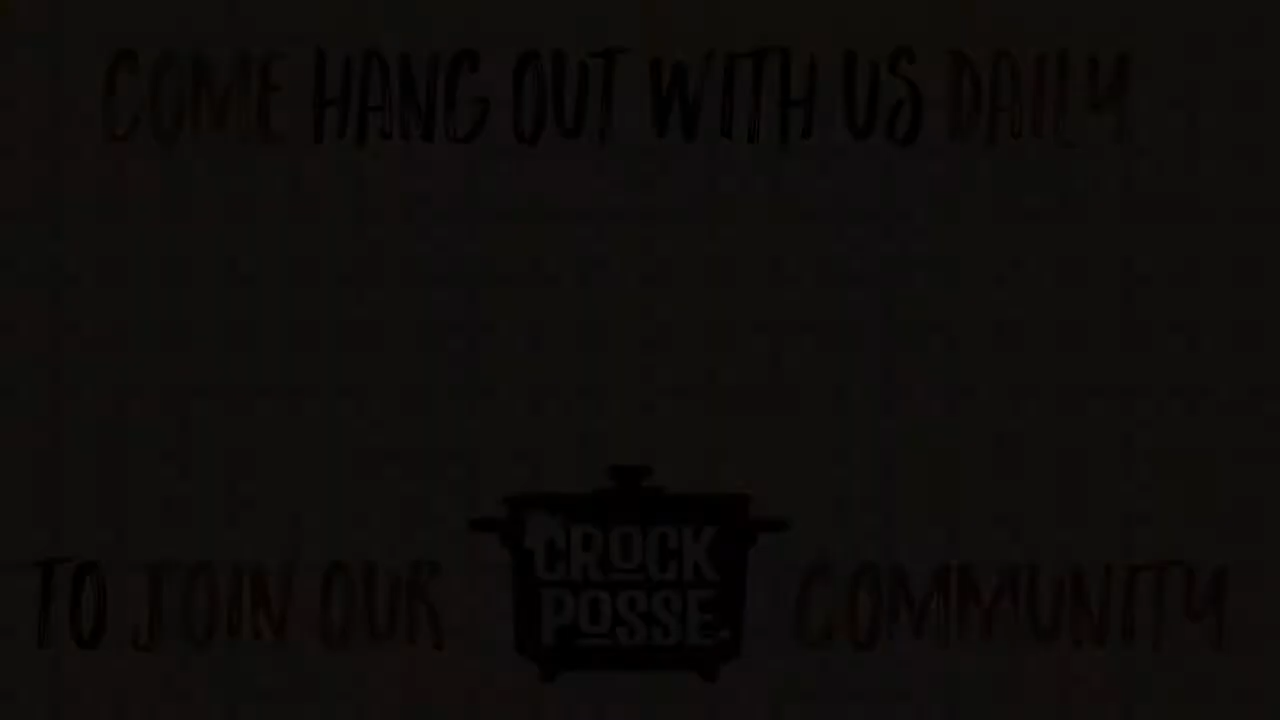 COME HANG OUT WITH US DAILY
CROCK
POSSE.
TO JOIN OUR COMMUNITY